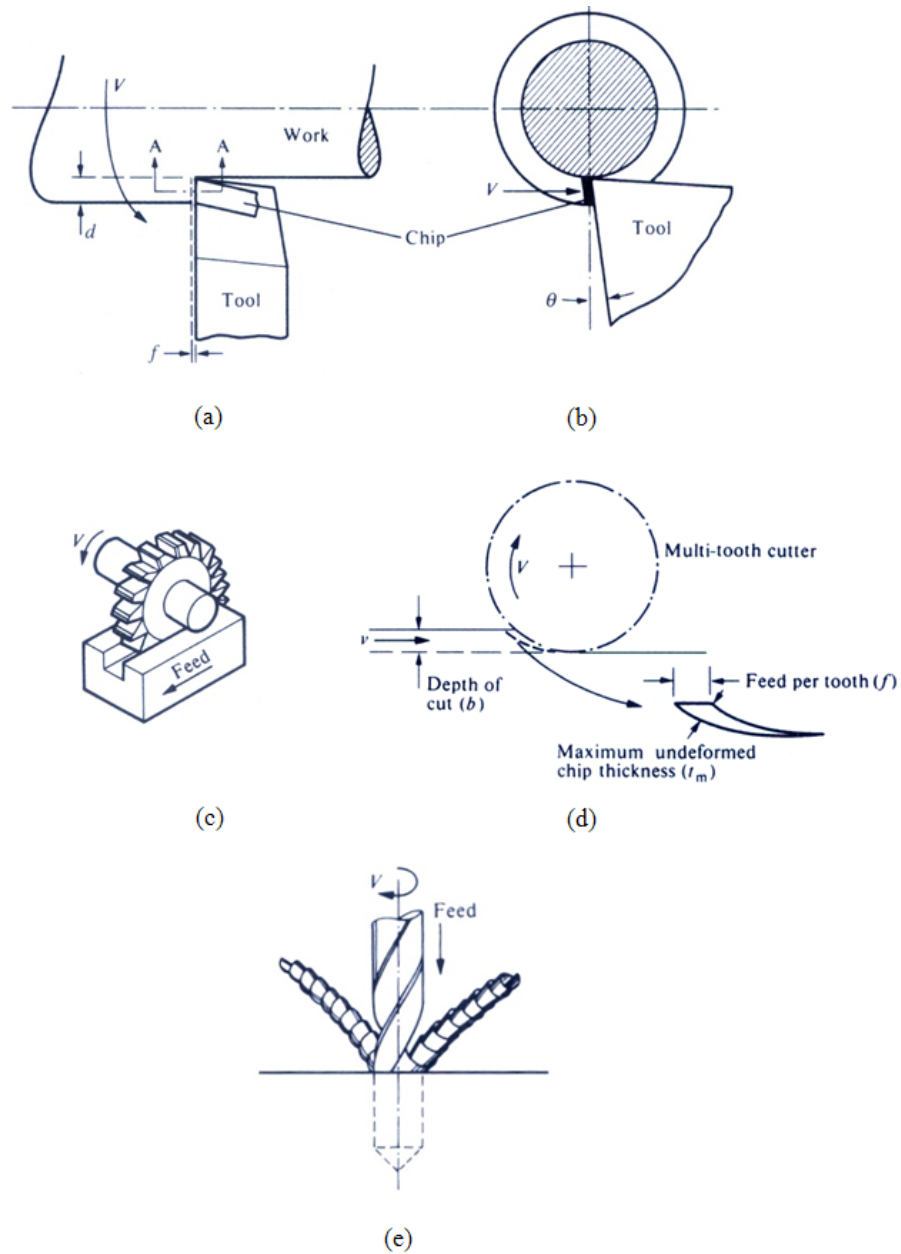 V
A
A
Work
d
Chip
Tool
f
(a)
V
Tool
θ
(b)
V
Feed
(c)
V
Multi-tooth cutter
v
Depth of
cut (b)
Feed per tooth (f)
Maximum undeformed
chip thickness (tm)
(d)
V
Feed
(e)